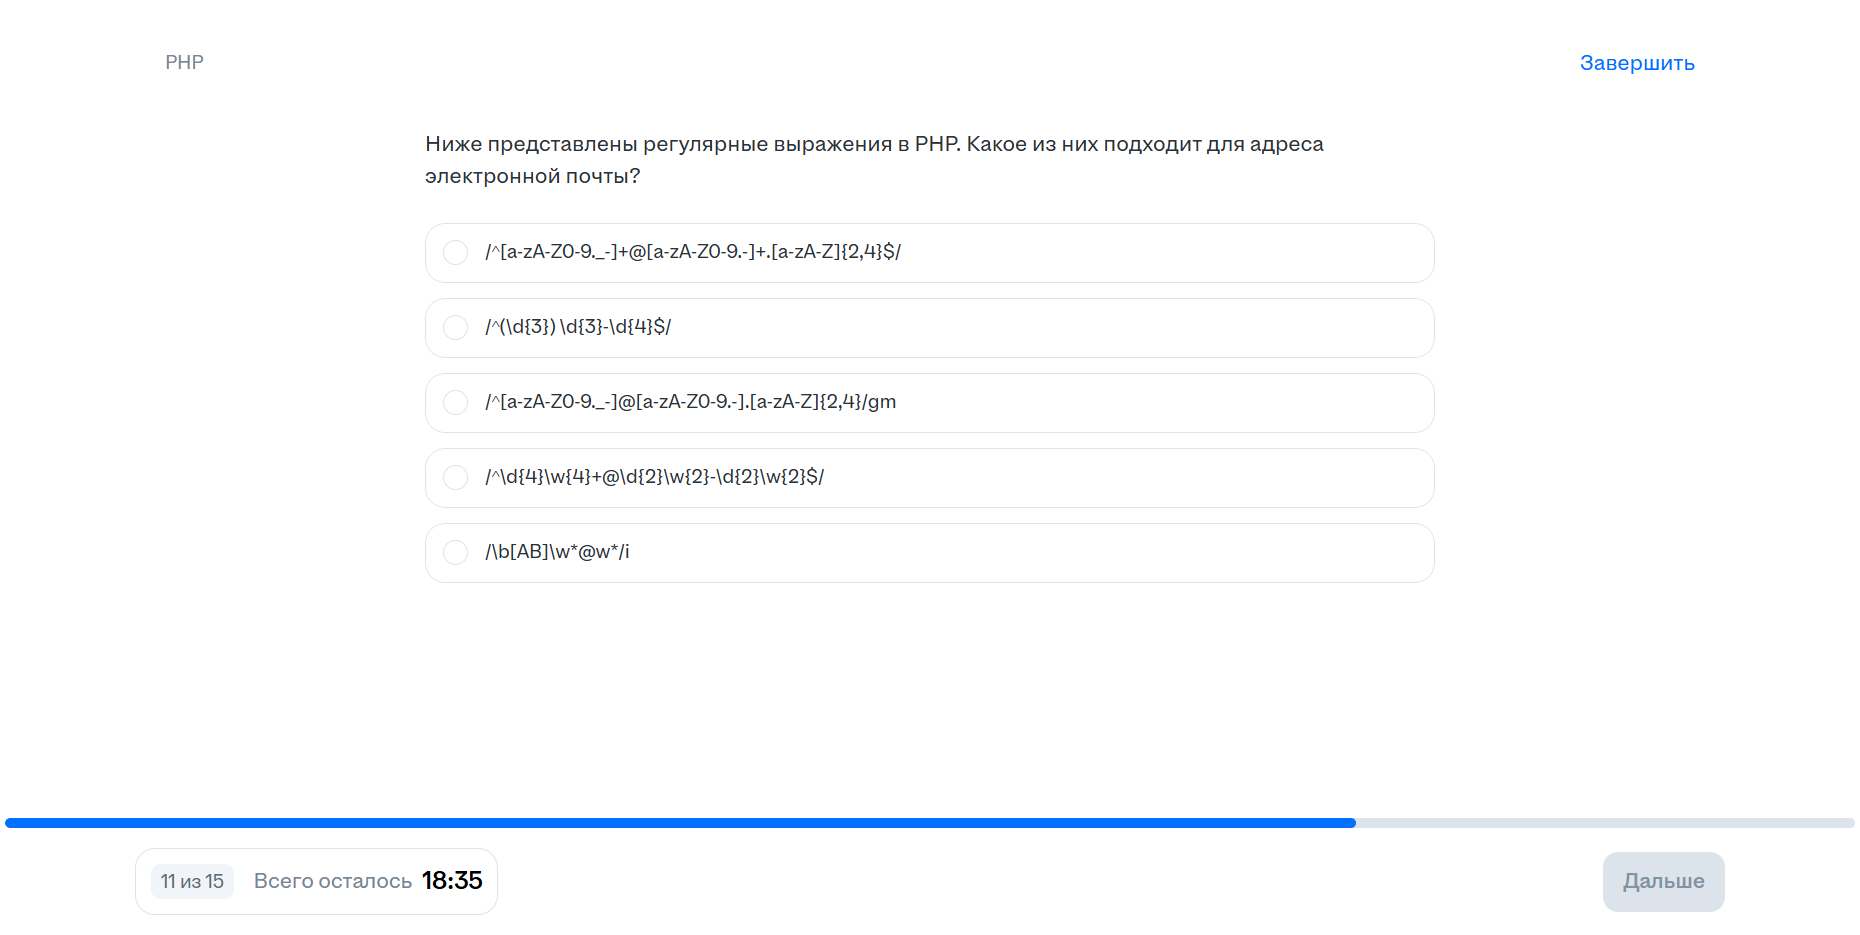 PHP
Завершить
Ниже представлены регулярные выражения в PHP. Какое из них подходит для адреса
электронной почты?
/^[a-zA-Z0-9._-]+@[a-zA-Z0-9.-]+.[a-zA-Z]{2,4}$/
/^(\d{3}) \d{3}-\d{4}$/
/^[a-zA-Z0-9._-]@[a-zA-Z0-9.-].[a-zA-Z]{2,4}/gm
/^\d{4}\w{4}+@\d{2}\w{2}-\d{2}\w{2}$/
/\b[AB]\w*@w*/i
11 из 15
Всего осталось 18:35
Дальше